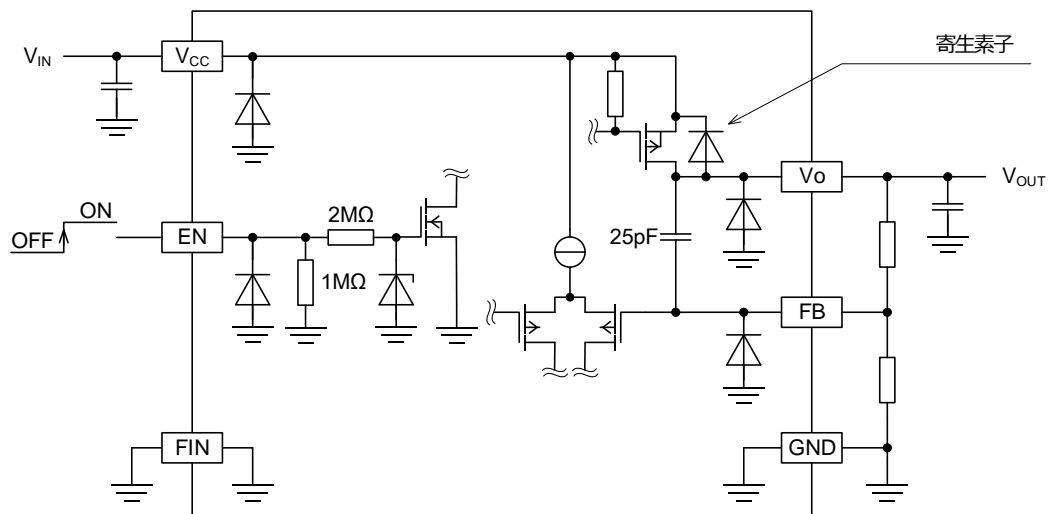 寄生素子
VIN
VCC
Vo
VOUT
ON
OFF
EN
2MΩ
1MΩ
25pF
FB
FIN
GND